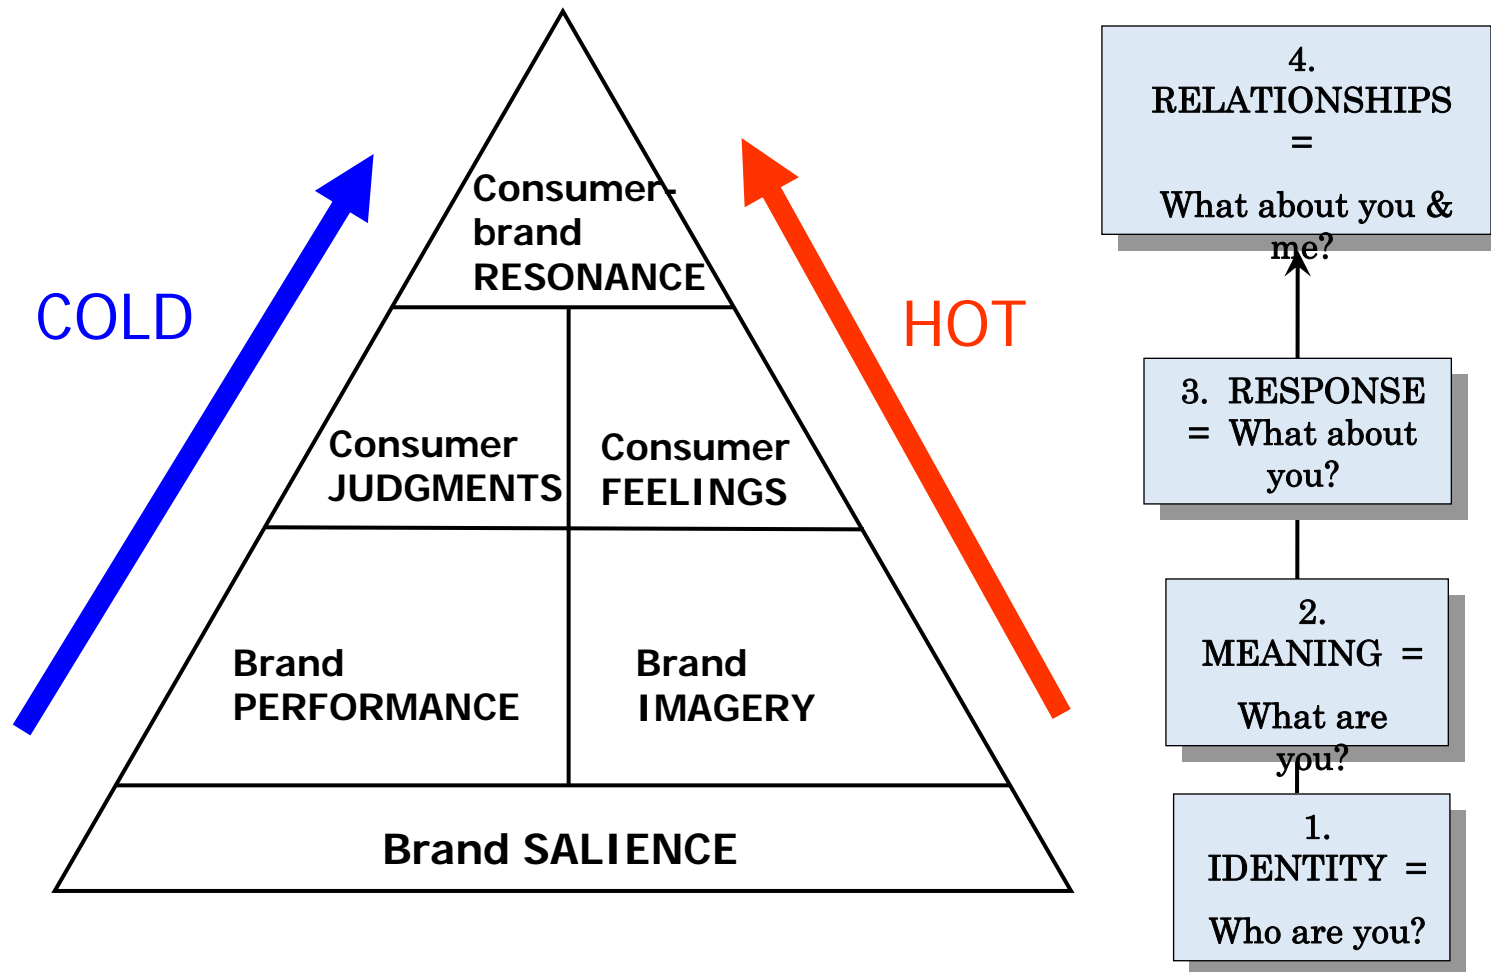 COLD
HOT
Consumer-
brand
RESONANCE
Consumer
JUDGMENTS
Consumer
FEELINGS
Brand
PERFORMANCE
Brand
IMAGERY
Brand SALIENCE
4.
RELATIONSHIPS
=
What about you &
me?
3. RESPONSE
= What about
you?
2.
MEANING =
What are
you?
1.
IDENTITY =
Who are you?